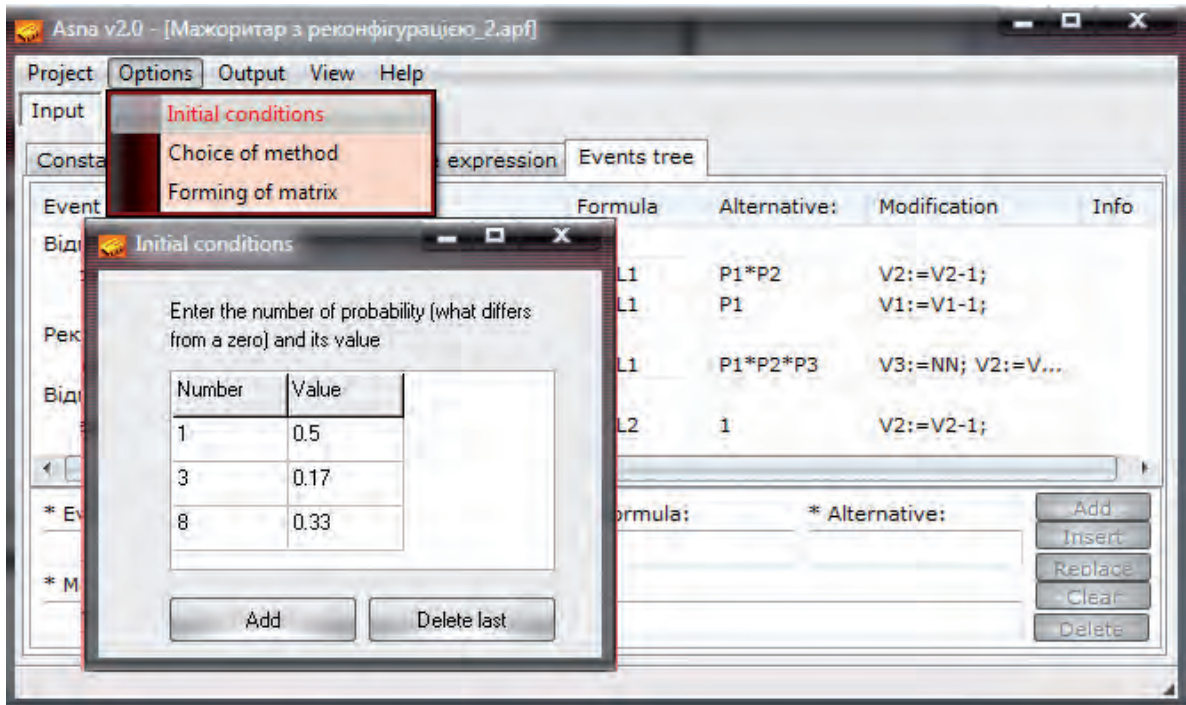 Asna v2.0 - [Мажоритар з реконфігурацією_2.apf]
Project Options Output View Help
Input
Initial conditions
Choice of method
Forming of matrix
expression Events tree
Event Formula Alternative: Modification Info
L1 P1*P2 V2:=V2-1;
L1 P1 V1:=V1-1;
L1 P1*P2*P3 V3:=NN; V2:=V...
L2 1 V2:=V2-1;
* Alternative:
Add
Insert
Replace
Clear
Delete
Initial conditions
Enter the number of probability (what differs
from a zero) and its value
Number Value
1 0.5
3 0.17
8 0.33
Add Delete last